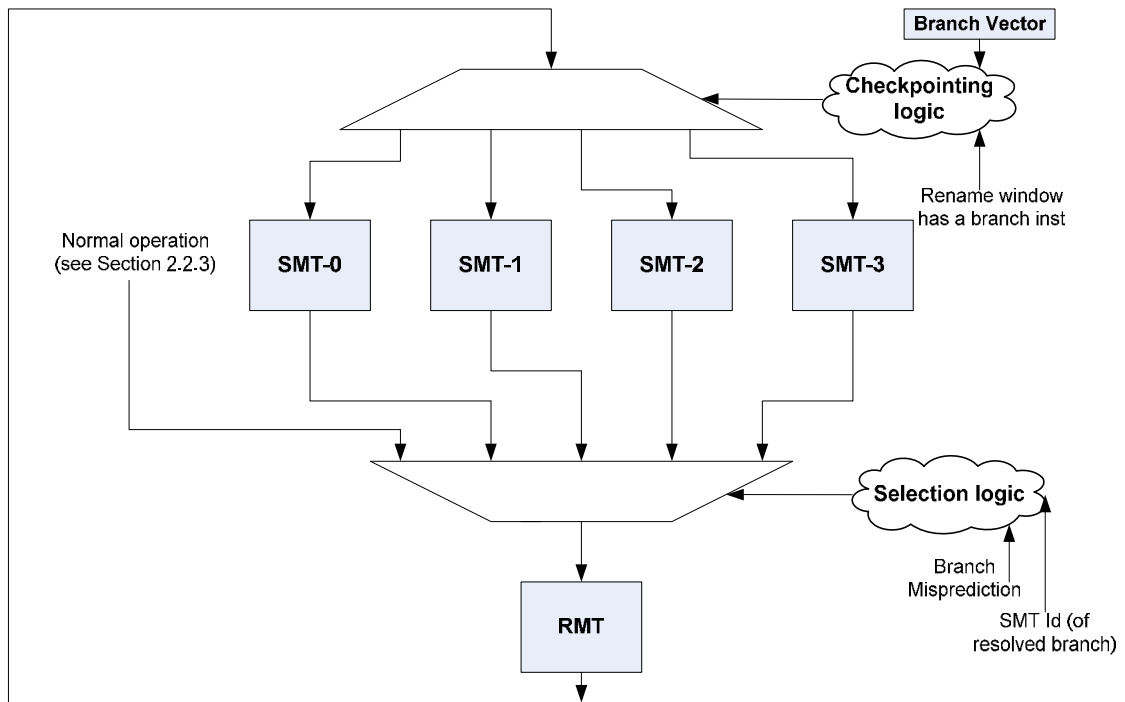 Branch Vector
Checkpointing
logic
Rename window
has a branch inst
Normal operation
(see Section 2.2.3)
SMT-0
SMT-1
SMT-2
SMT-3
Selection logic
Branch
Misprediction
SMT Id (of
resolved branch)
RMT